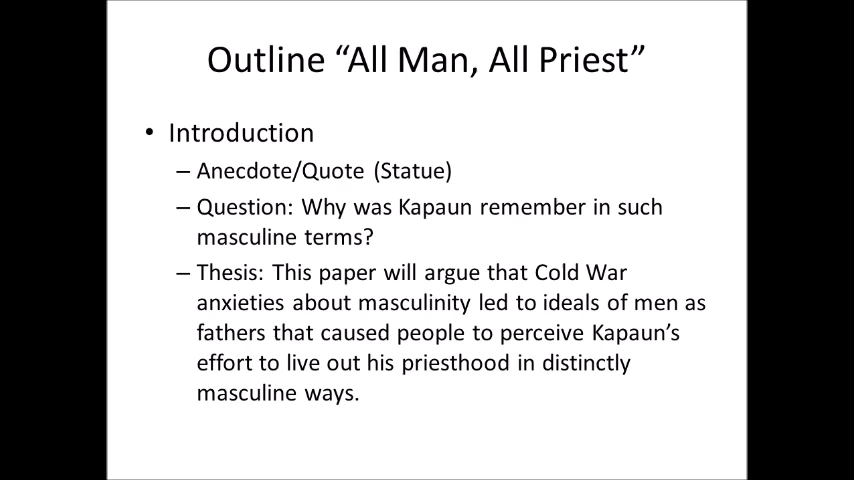 Outline “All Man, All Priest”
• Introduction
– Anecdote/Quote (Statue)
– Question: Why was Kapaun remember in such
masculine terms?
– Thesis: This paper will argue that Cold War
anxieties about masculinity led to ideals of men as
fathers that caused people to perceive Kapaun’s
effort to live out his priesthood in distinctly
masculine ways.